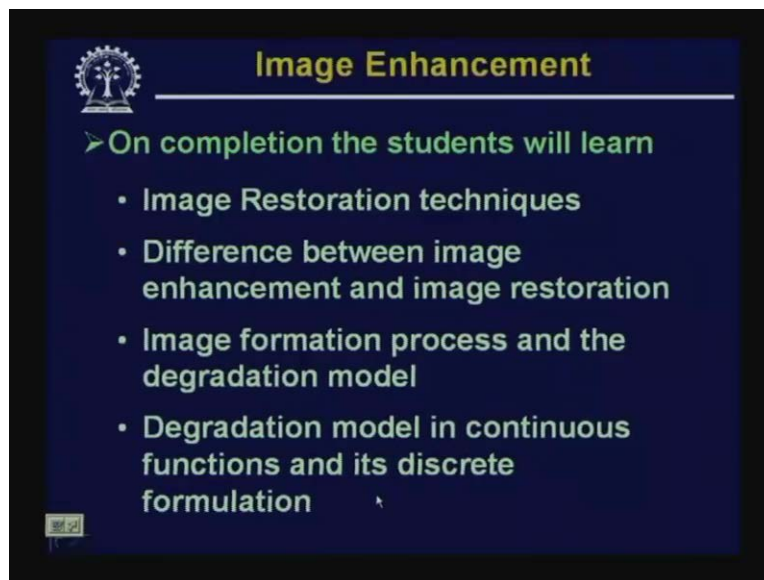 Image Enhancement
➢On completion the students will learn
• Image Restoration techniques
• Difference between image
enhancement and image restoration
• Image formation process and the
degradation model
• Degradation model in continuous
functions and its discrete
formulation